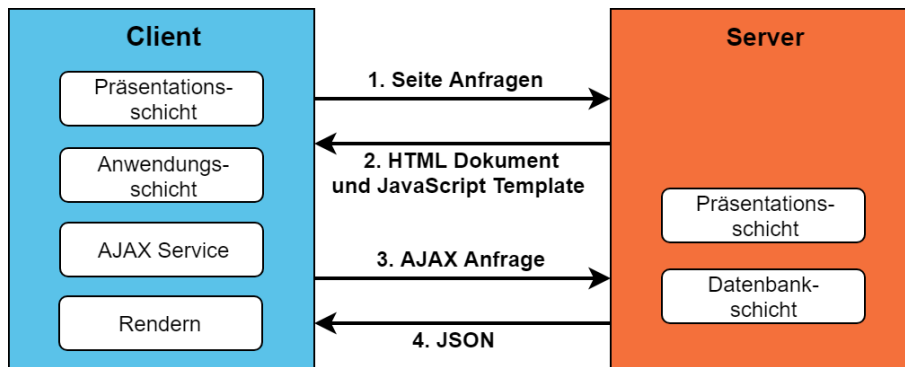 Client
Präsentations-
schicht
Anwendungs-
schicht
AJAX Service
Rendern
1. Seite Anfragen
2. HTML Dokument
und JavaScript Template
3. AJAX Anfrage
4. JSON
Server
Präsentations-
schicht
Datenbank-
schicht